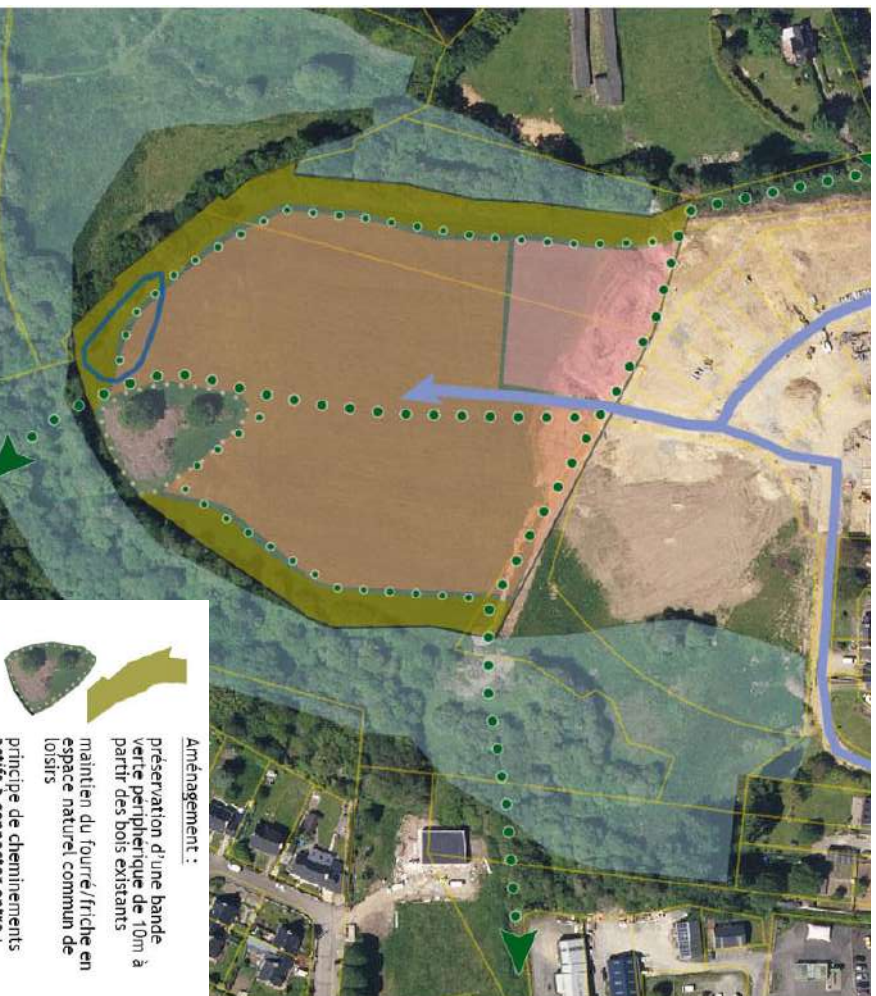 Aménagement :
préservation d'une bande
verte périphérique de 10m à
partir des bois existants
maintien du fourré/friche en
espace naturel commun de
loisirs
principe de cheminements